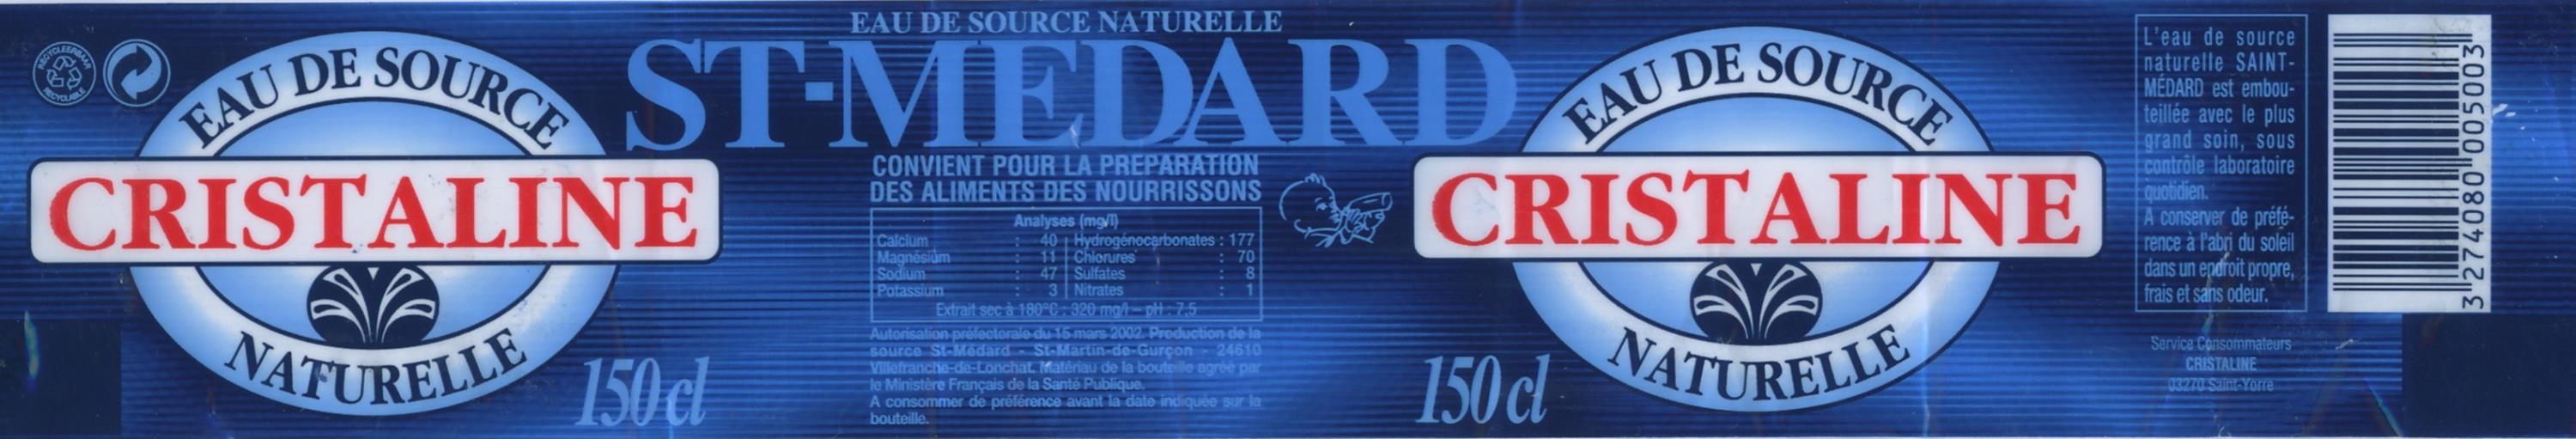 RECYCLEERBAAR
RECYCLABLE
EAU DE SOURCE
CRISTALINE
NATURELLE
150 cl
EAU DE SOURCE NATURELLE
ST-MEDARD
CONVIENT POUR LA PREPARATION
DES ALIMENTS DES NOURRISSONS
Analyses (mg/l)
Calcium : 40 Hydrogénocarbonates : 177
Magnésium : 11 Chlorures : 70
Sodium : 47 Sulfates : 8
Potassium : 3 Nitrates : 1
Extrait sec à 180°C : 320 mg/l – pH : 7,5
Autorisation préfectorale du 15 mars 2002. Production de la
source St-Médard - St-Martin-de-Gurçon - 24610
Villefranche-de-Lonchat. Matériau de la bouteille agréé par
le Ministère Français de la Santé Publique.
A consommer de préférence avant la date indiquée sur la
bouteille.
EAU DE SOURCE
CRISTALINE
NATURELLE
150 cl
L'eau de source
naturelle SAINT-
MÉDARD est embou-
teillée avec le plus
grand soin, sous
contrôle laboratoire
quotidien.
A conserver de préfé-
rence à l'abri du soleil
dans un endroit propre,
frais et sans odeur.
Service Consommateurs
CRISTALINE
03270 Saint-Yorre
3 274080 005003